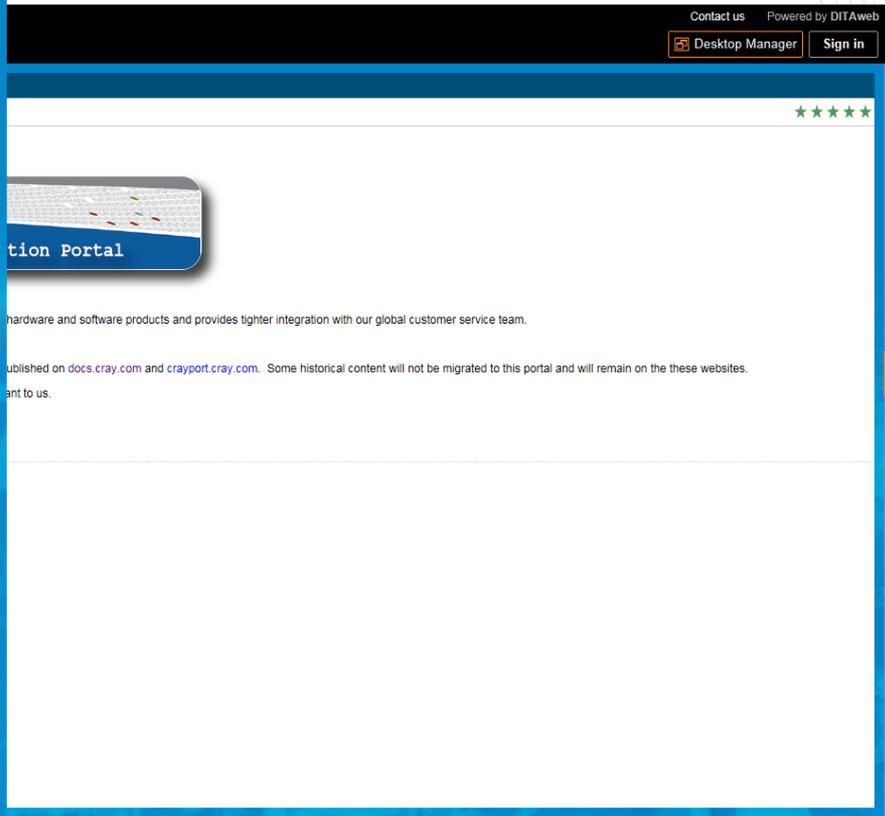 Contact us Powered by DITAweb
Desktop Manager Sign in
tion Portal
hardware and software products and provides tighter integration with our global customer service team.
ublished on docs.cray.com and crayport.cray.com. Some historical content will not be migrated to this portal and will remain on the these websites.
ant to us.